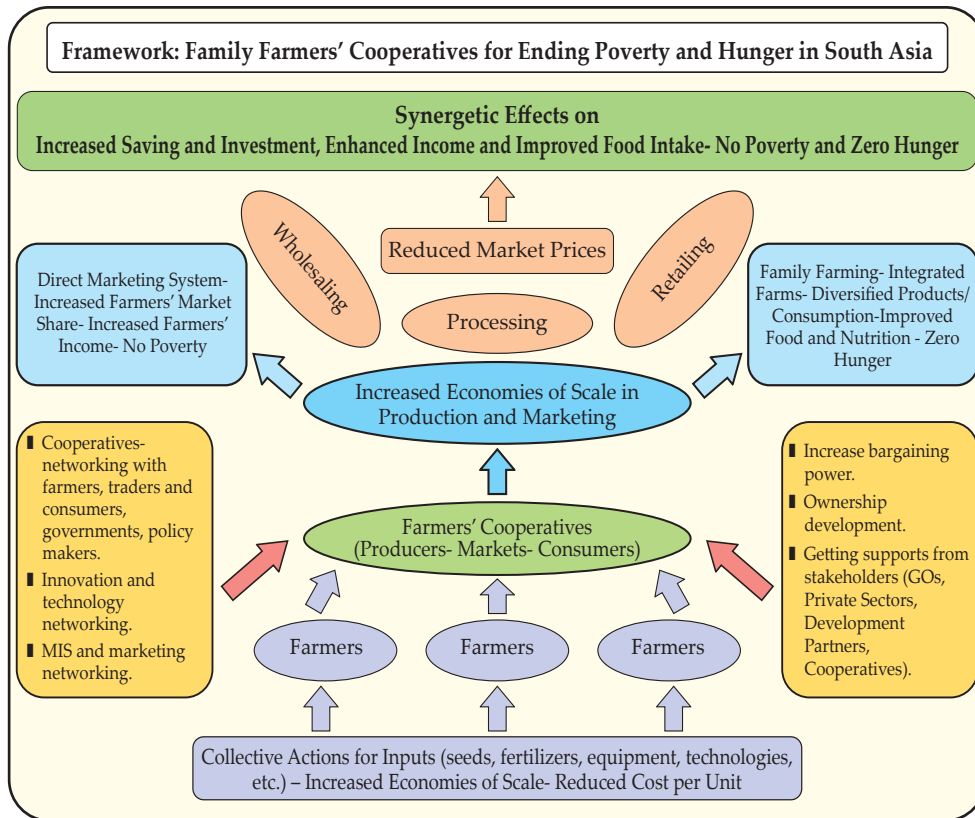 Framework: Family Farmers' Cooperatives for Ending Poverty and Hunger in South Asia
Synergetic Effects on
Increased Saving and Investment, Enhanced Income and Improved Food Intake- No Poverty and Zero Hunger
Wholesaling
Reduced Market Prices
Retailing
Processing
Direct Marketing System-
Increased Farmers' Market
Share- Increased Farmers'
Income- No Poverty
Family Farming- Integrated
Farms- Diversified Products/
Consumption-Improved
Food and Nutrition - Zero
Hunger
Increased Economies of Scale in
Production and Marketing
▮ Cooperatives-
networking with
farmers, traders and
consumers,
governments, policy
makers.
▮ Innovation and
technology
networking.
▮ MIS and marketing
networking.
Farmers' Cooperatives
(Producers- Markets- Consumers)
▮ Increase bargaining
power.
▮ Ownership
development.
▮ Getting supports from
stakeholders (GOs,
Private Sectors,
Development
Partners,
Cooperatives).
Farmers
Farmers
Farmers
Collective Actions for Inputs (seeds, fertilizers, equipment, technologies,
etc.) – Increased Economies of Scale- Reduced Cost per Unit